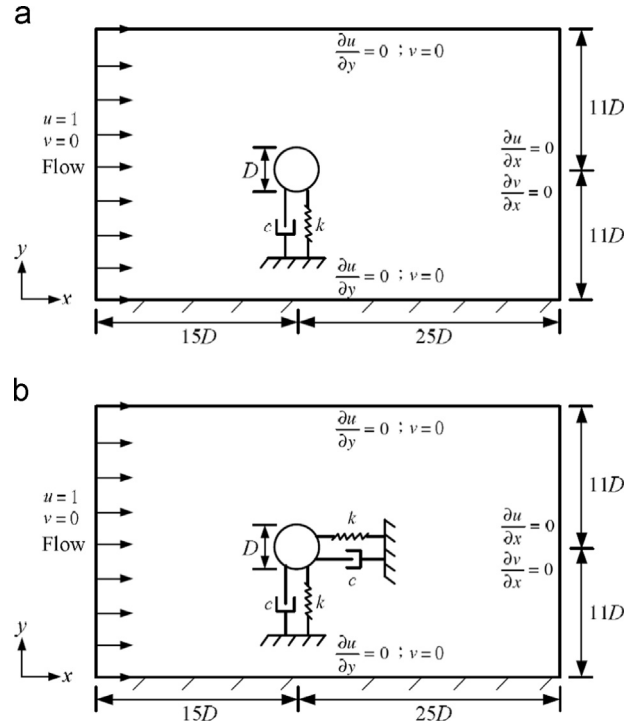 a
∂u/∂y = 0 ; v = 0
11D
u = 1
v = 0
Flow
∂u/∂x = 0
∂v/∂x = 0
D
c
k
11D
y
x
∂u/∂y = 0 ; v = 0
15D
25D
b
∂u/∂y = 0 ; v = 0
11D
u = 1
v = 0
Flow
k
∂u/∂x = 0
∂v/∂x = 0
D
c
c
k
11D
y
x
∂u/∂y = 0 ; v = 0
15D
25D